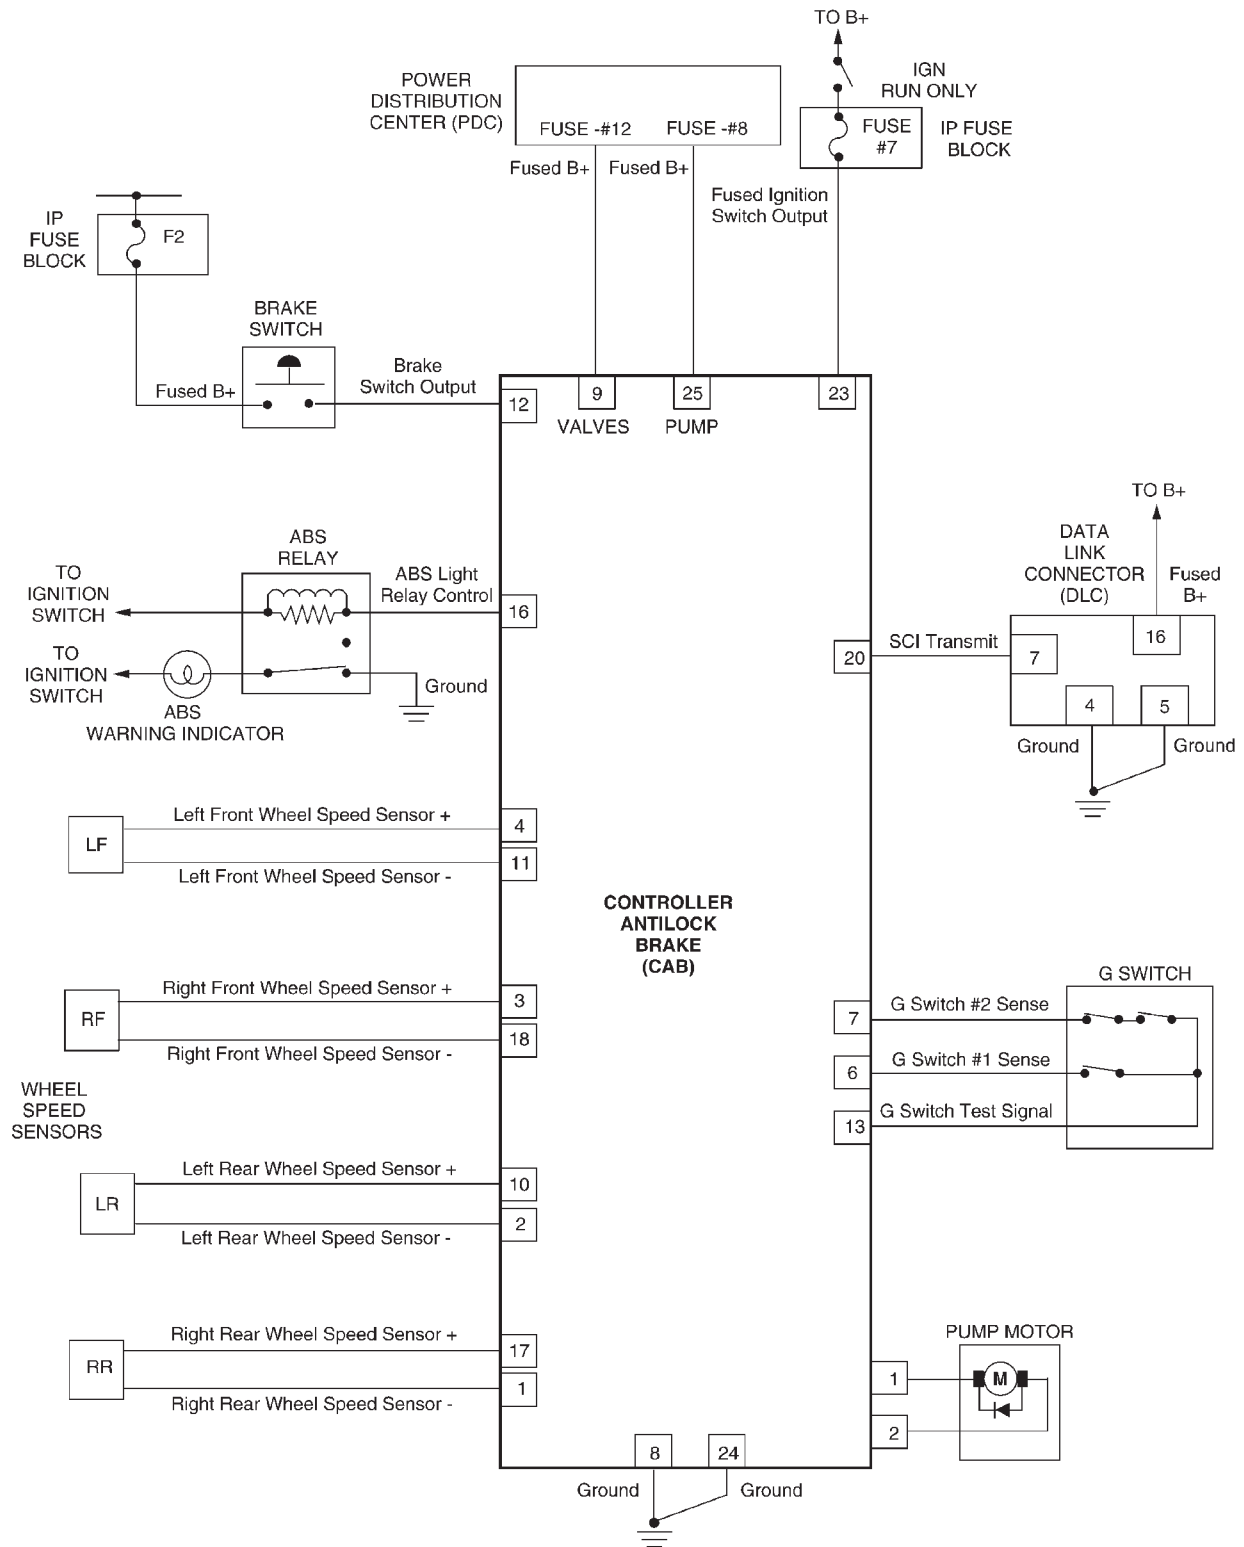 TO B+
IGN
RUN ONLY
POWER
DISTRIBUTION
CENTER (PDC)
FUSE -#12
FUSE -#8
FUSE
#7
IP FUSE
BLOCK
Fused B+
Fused B+
Fused Ignition
Switch Output
IP
FUSE
BLOCK
F2
BRAKE
SWITCH
Fused B+
Brake
Switch Output
12
9
25
23
VALVES
PUMP
ABS
RELAY
TO
IGNITION
SWITCH
ABS Light
Relay Control
16
TO
IGNITION
SWITCH
Ground
ABS
WARNING INDICATOR
TO B+
DATA
LINK
CONNECTOR
(DLC)
Fused
B+
16
20
SCI Transmit
7
4
5
Ground
Ground
LF
Left Front Wheel Speed Sensor +
4
11
Left Front Wheel Speed Sensor -
CONTROLLER
ANTILOCK
BRAKE
(CAB)
RF
Right Front Wheel Speed Sensor +
3
18
Right Front Wheel Speed Sensor -
G SWITCH
7
G Switch #2 Sense
6
G Switch #1 Sense
13
G Switch Test Signal
WHEEL
SPEED
SENSORS
LR
Left Rear Wheel Speed Sensor +
10
2
Left Rear Wheel Speed Sensor -
RR
Right Rear Wheel Speed Sensor +
17
1
Right Rear Wheel Speed Sensor -
PUMP MOTOR
1
M
2
8
24
Ground
Ground